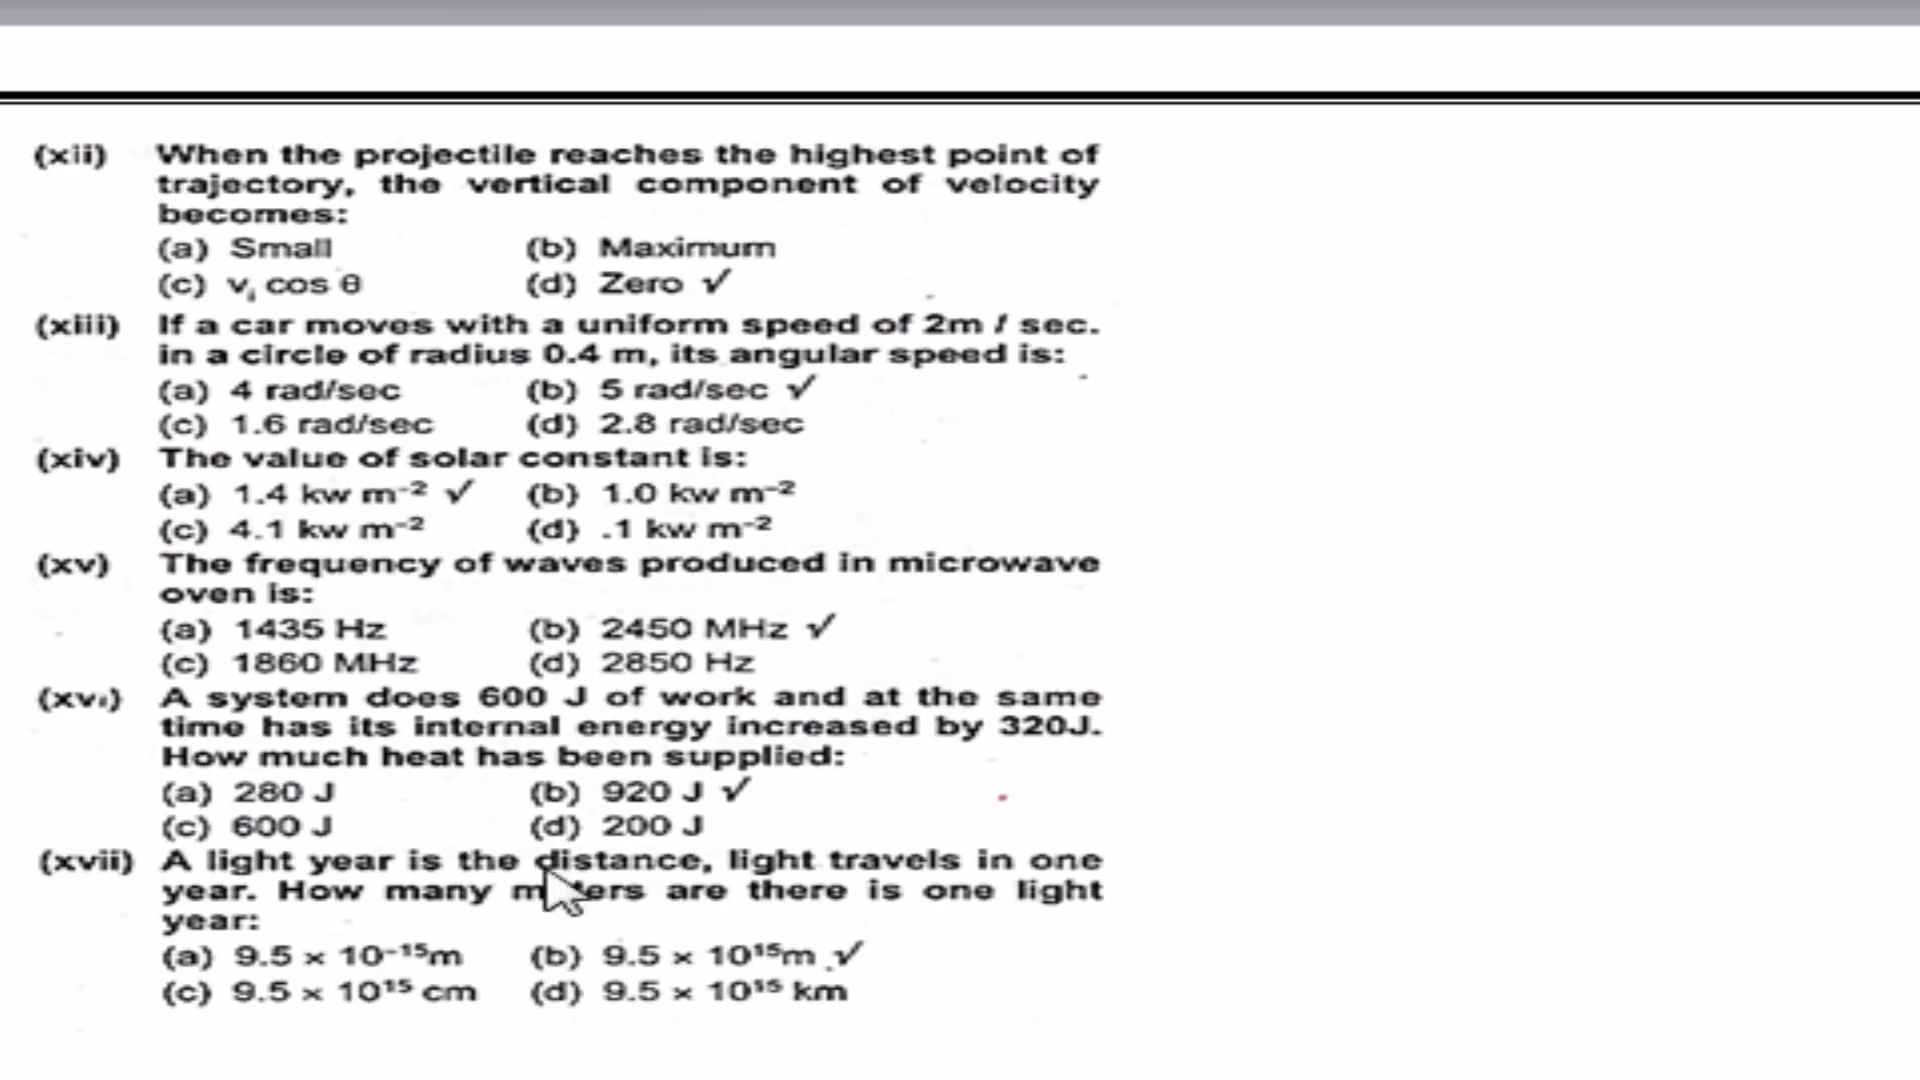 (xii) When the projectile reaches the highest point of
trajectory, the vertical component of velocity
becomes:
(a) Small (b) Maximum
(c) vᵢ cos θ (d) Zero ✓
(xiii) If a car moves with a uniform speed of 2m / sec.
in a circle of radius 0.4 m, its angular speed is:
(a) 4 rad/sec (b) 5 rad/sec ✓
(c) 1.6 rad/sec (d) 2.8 rad/sec
(xiv) The value of solar constant is:
(a) 1.4 kw m⁻² ✓ (b) 1.0 kw m⁻²
(c) 4.1 kw m⁻² (d) .1 kw m⁻²
(xv) The frequency of waves produced in microwave
oven is:
(a) 1435 Hz (b) 2450 MHz ✓
(c) 1860 MHz (d) 2850 Hz
(xvi) A system does 600 J of work and at the same
time has its internal energy increased by 320J.
How much heat has been supplied:
(a) 280 J (b) 920 J ✓
(c) 600 J (d) 200 J
(xvii) A light year is the distance, light travels in one
year. How many meters are there is one light
year:
(a) 9.5 × 10⁻¹⁵m (b) 9.5 × 10¹⁵m ✓
(c) 9.5 × 10¹⁵ cm (d) 9.5 × 10¹⁵ km